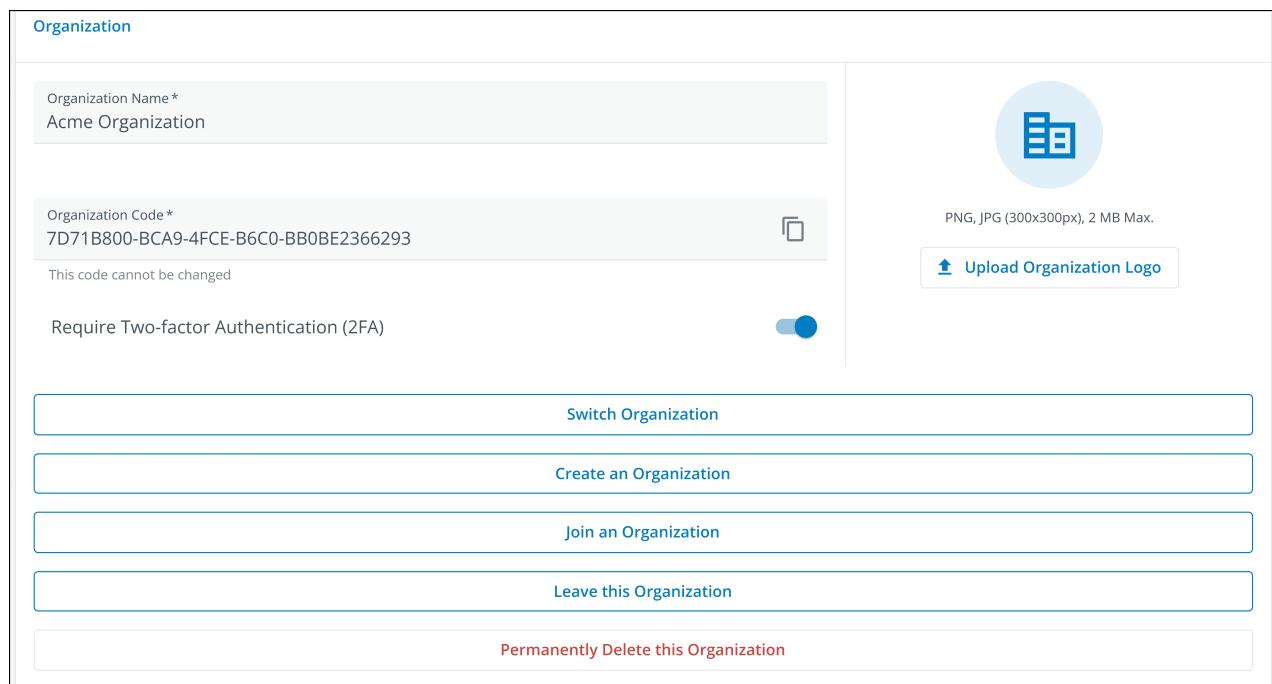 Organization
Organization Name *
Acme Organization
Organization Code *
7D71B800-BCA9-4FCE-B6C0-BB0BE2366293
This code cannot be changed
Require Two-factor Authentication (2FA)
PNG, JPG (300x300px), 2 MB Max.
Upload Organization Logo
Switch Organization
Create an Organization
Join an Organization
Leave this Organization
Permanently Delete this Organization